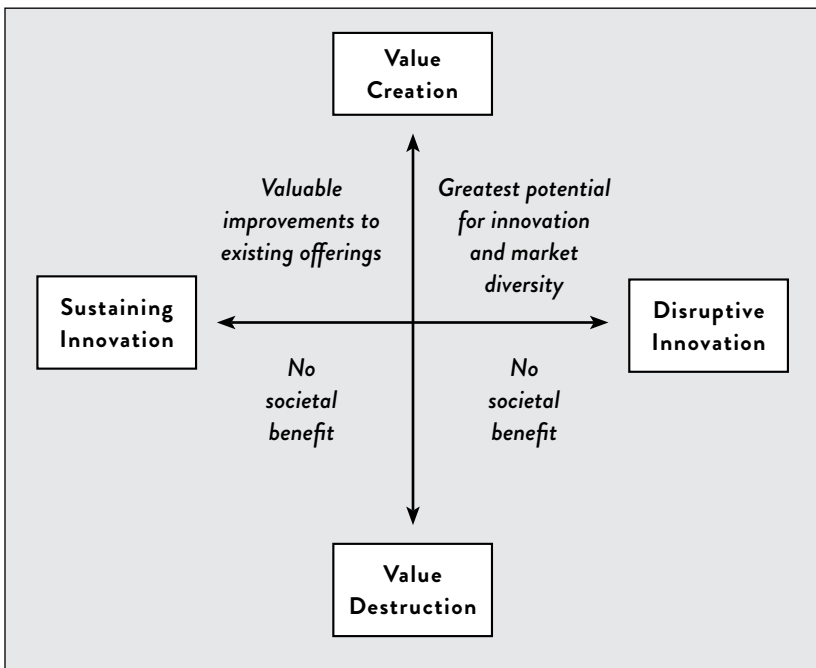 Value
Creation
Valuable
improvements to
existing offerings
Greatest potential
for innovation
and market
diversity
Sustaining
Innovation
Disruptive
Innovation
No
societal
benefit
No
societal
benefit
Value
Destruction